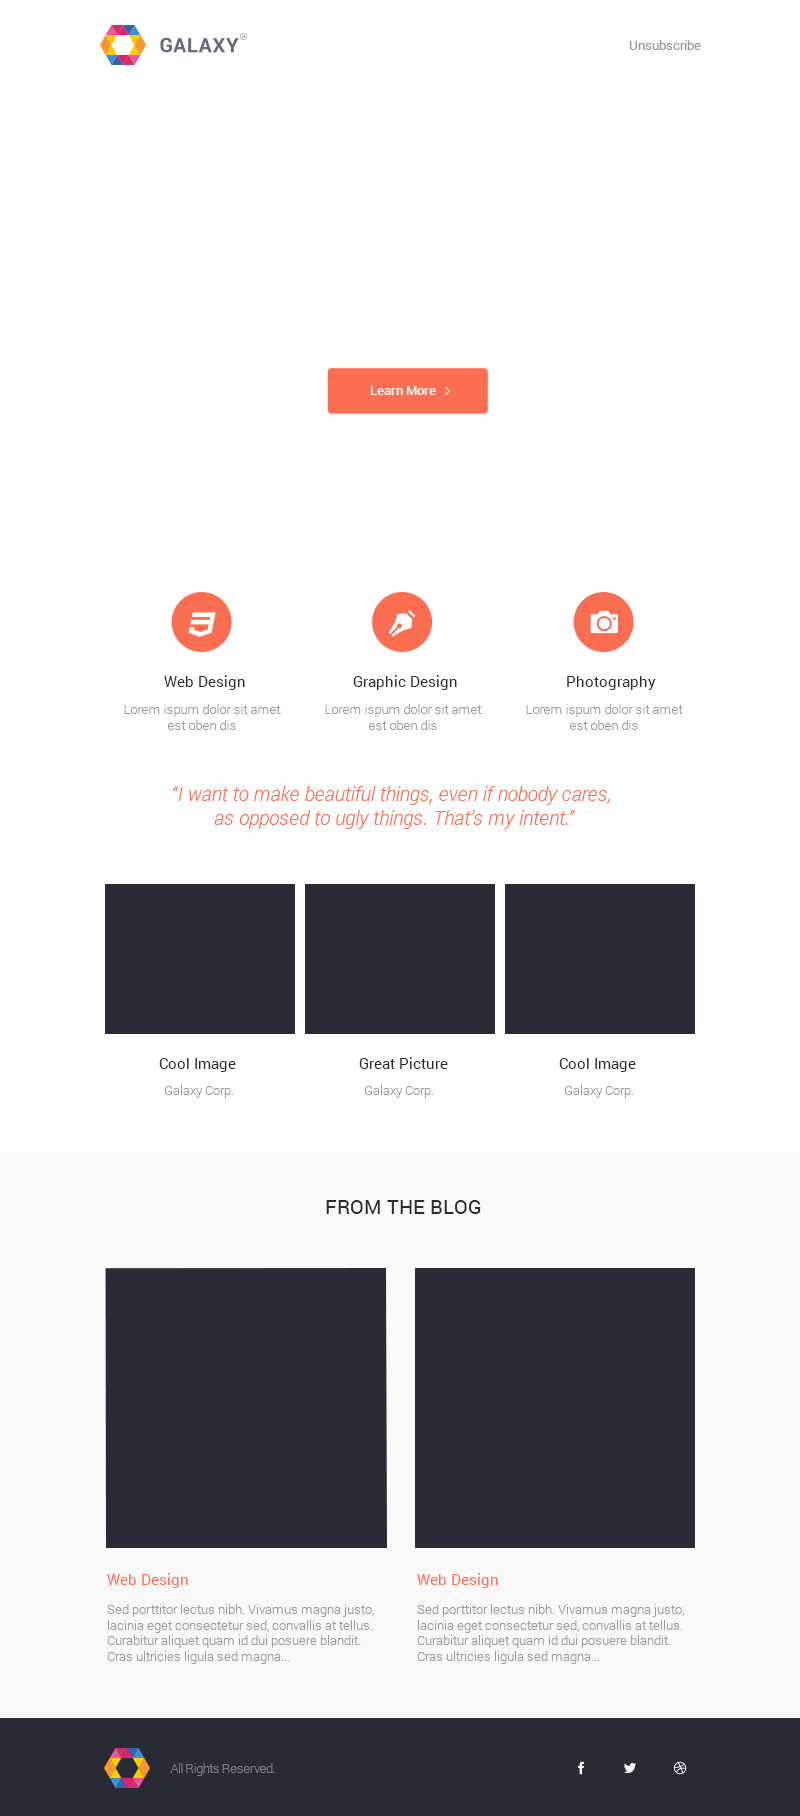 GALAXY®
Unsubscribe
Learn More
Web Design
Graphic Design
Photography
Lorem ispum dolor sit amet
est oben dis
Lorem ispum dolor sit amet
est oben dis
Lorem ispum dolor sit amet
est oben dis
“I want to make beautiful things, even if nobody cares,
as opposed to ugly things. That's my intent.”
Cool Image
Galaxy Corp.
Great Picture
Galaxy Corp.
Cool Image
Galaxy Corp.
FROM THE BLOG
Web Design
Sed porttitor lectus nibh. Vivamus magna justo,
lacinia eget consectetur sed, convallis at tellus.
Curabitur aliquet quam id dui posuere blandit.
Cras ultricies ligula sed magna...
Web Design
Sed porttitor lectus nibh. Vivamus magna justo,
lacinia eget consectetur sed, convallis at tellus.
Curabitur aliquet quam id dui posuere blandit.
Cras ultricies ligula sed magna...
All Rights Reserved.